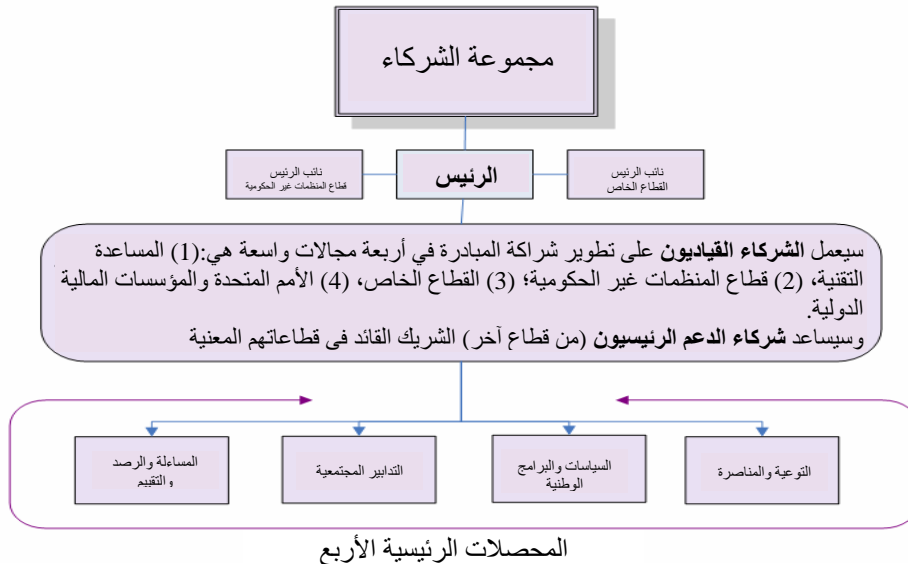 مجموعة الشركاء
نائب الرئيس
القطاع الخاص
الرئيس
نائب الرئيس
قطاع المنظمات غير الحكومية
سيعمل الشركاء القياديون على تطوير شراكة المبادرة في أربعة مجالات واسعة هي:(1) المساعدة
التقنية، (2) قطاع المنظمات غير الحكومية؛ (3) القطاع الخاص، (4) الأمم المتحدة والمؤسسات المالية
الدولية.
وسيساعد شركاء الدعم الرئيسيون (من قطاع آخر) الشريك القائد فى قطاعاتهم المعنية
التوعية والمناصرة
السياسات والبرامج
الوطنية
التدابير المجتمعية
المساءلة والرصد
والتقييم
المحصلات الرئيسية الأربع